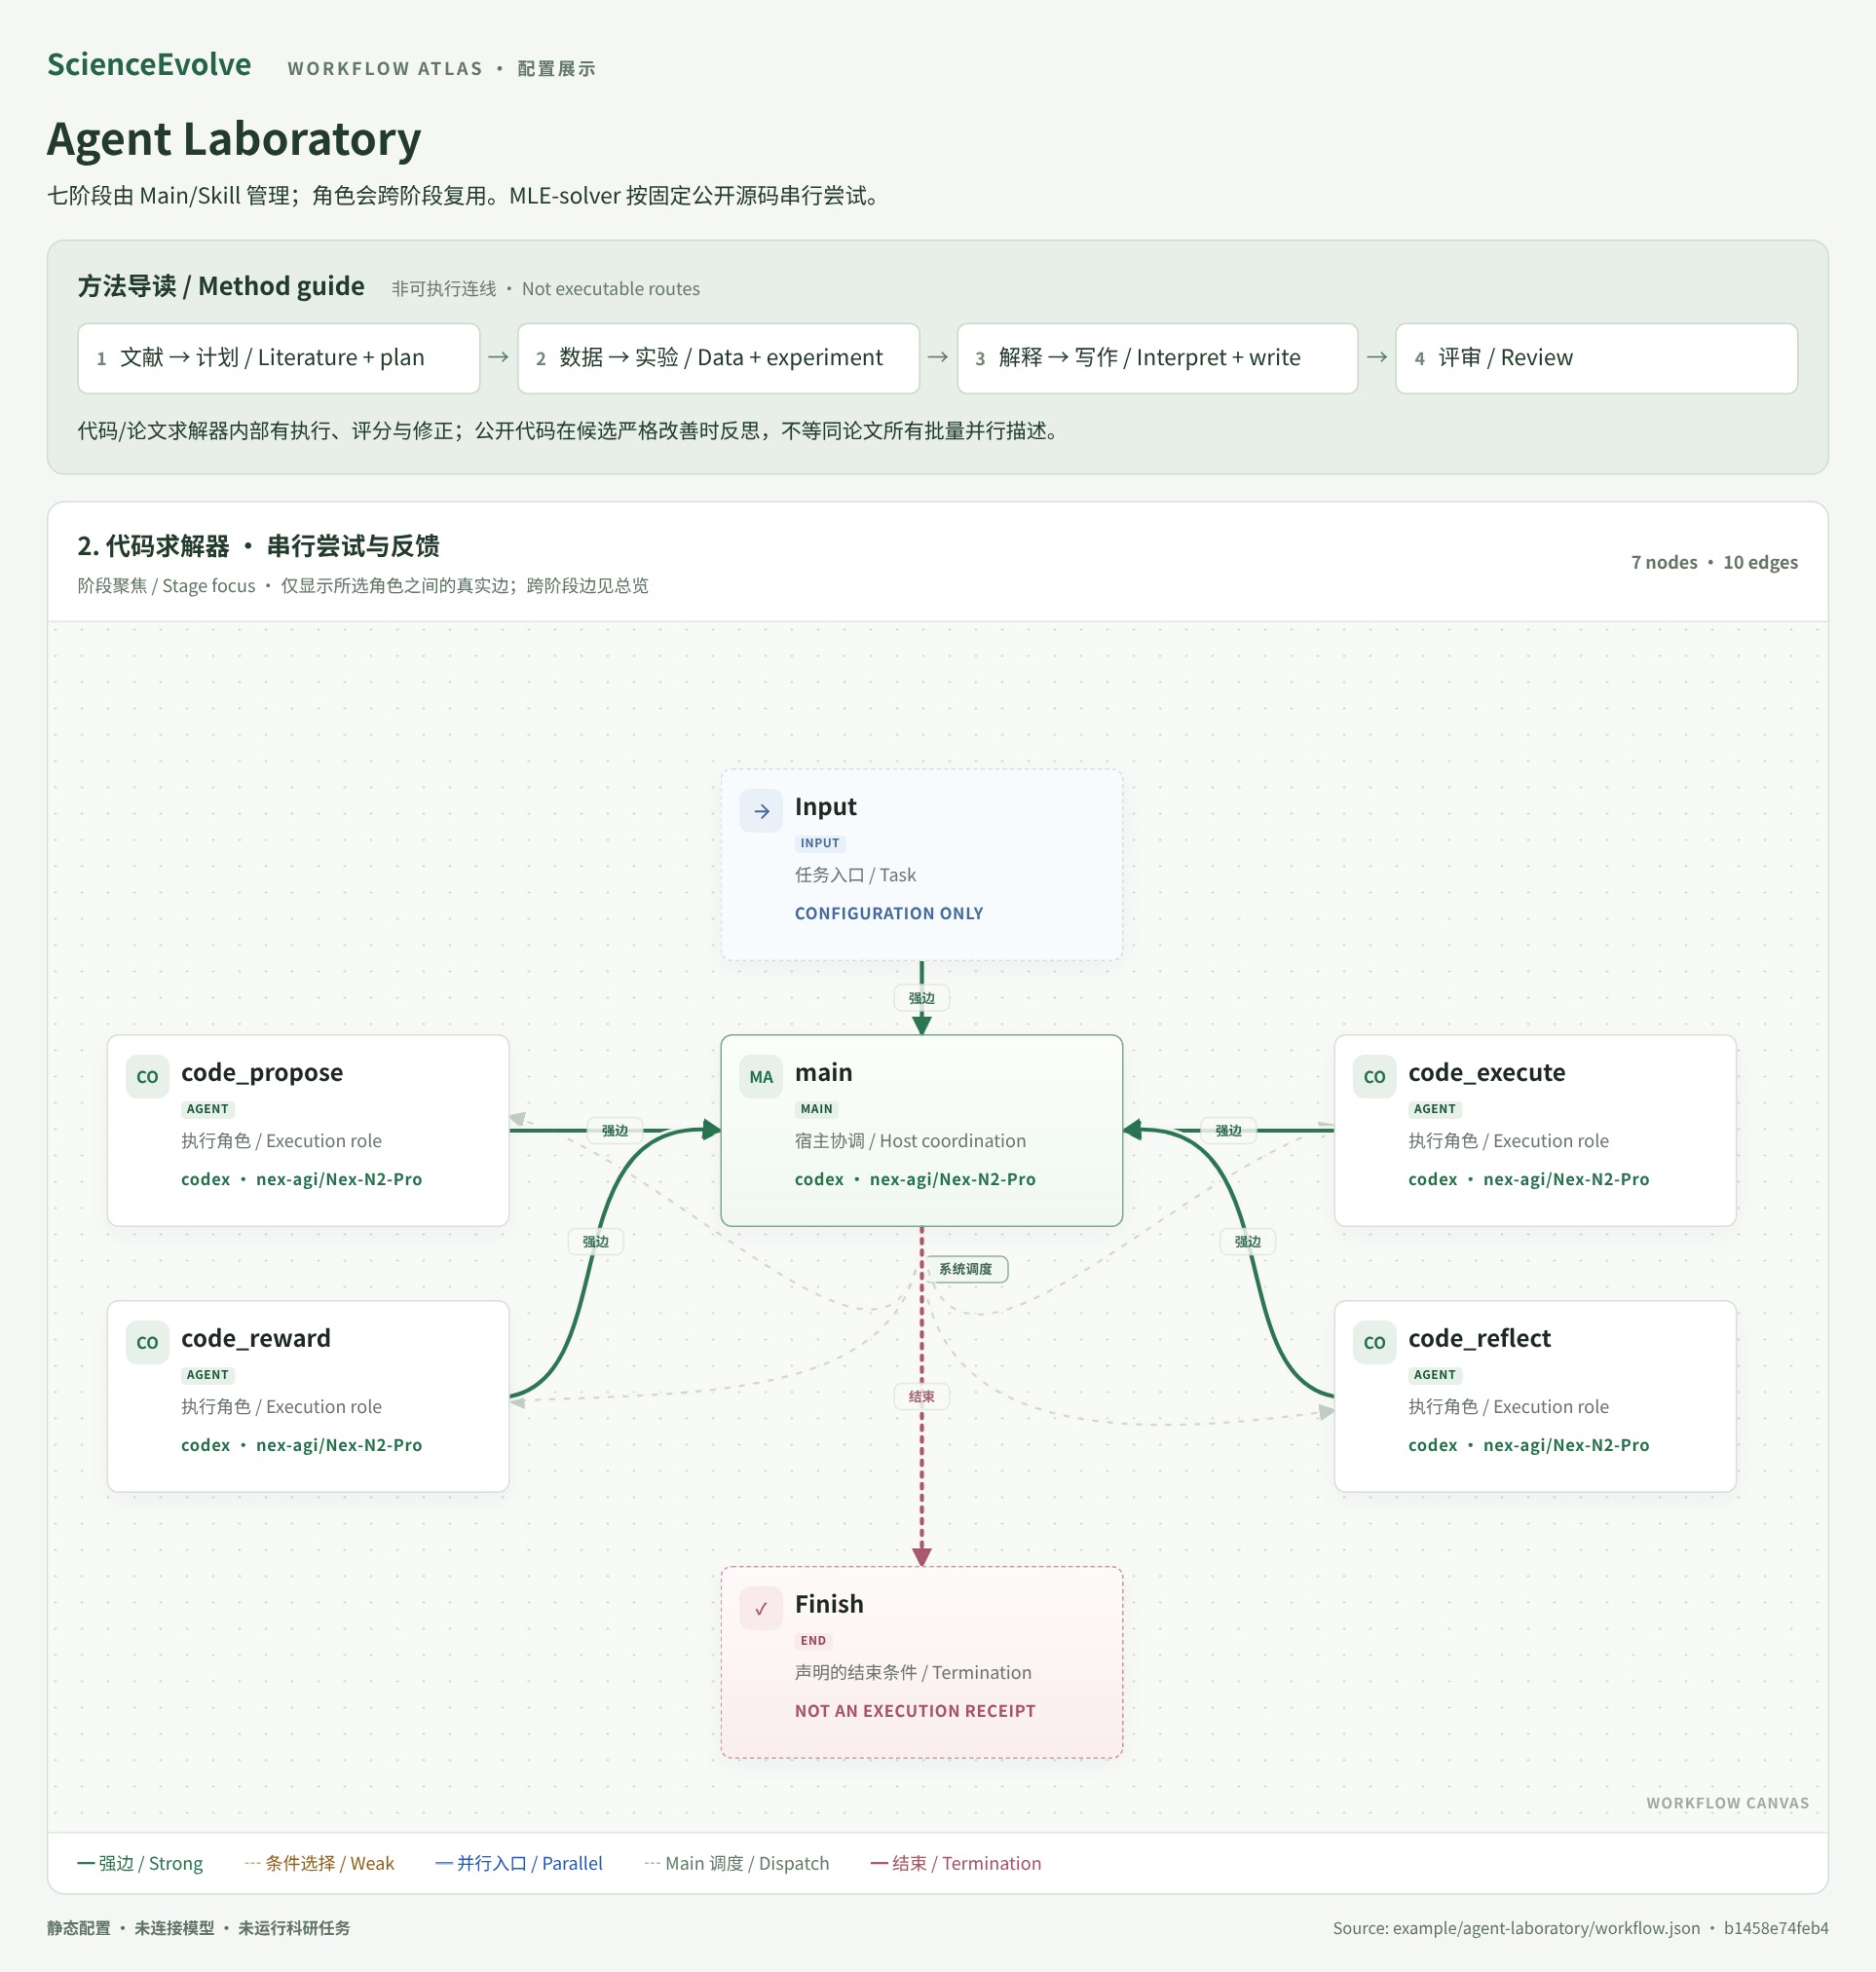 ScienceEvolve WORKFLOW ATLAS • 配置展示
Agent Laboratory
七阶段由 Main/Skill 管理；角色会跨阶段复用。MLE-solver 按固定公开源码串行尝试。
方法导读 / Method guide 非可执行连线 • Not executable routes
1 文献 → 计划 / Literature + plan → 2 数据 → 实验 / Data + experiment → 3 解释 → 写作 / Interpret + write → 4 评审 / Review
代码/论文求解器内部有执行、评分与修正；公开代码在候选严格改善时反思，不等同论文所有批量并行描述。
2. 代码求解器 • 串行尝试与反馈
阶段聚焦 / Stage focus • 仅显示所选角色之间的真实边；跨阶段边见总览
7 nodes • 10 edges
→ Input
INPUT
任务入口 / Task
CONFIGURATION ONLY
强边
CO code_propose
AGENT
执行角色 / Execution role
codex • nex-agi/Nex-N2-Pro
强边
MA main
MAIN
宿主协调 / Host coordination
codex • nex-agi/Nex-N2-Pro
强边
CO code_execute
AGENT
执行角色 / Execution role
codex • nex-agi/Nex-N2-Pro
强边
强边
系统调度
CO code_reward
AGENT
执行角色 / Execution role
codex • nex-agi/Nex-N2-Pro
结束
CO code_reflect
AGENT
执行角色 / Execution role
codex • nex-agi/Nex-N2-Pro
✓ Finish
END
声明的结束条件 / Termination
NOT AN EXECUTION RECEIPT
WORKFLOW CANVAS
强边 / Strong 条件选择 / Weak 并行入口 / Parallel Main 调度 / Dispatch 结束 / Termination
静态配置 • 未连接模型 • 未运行科研任务
Source: example/agent-laboratory/workflow.json • b1458e74feb4